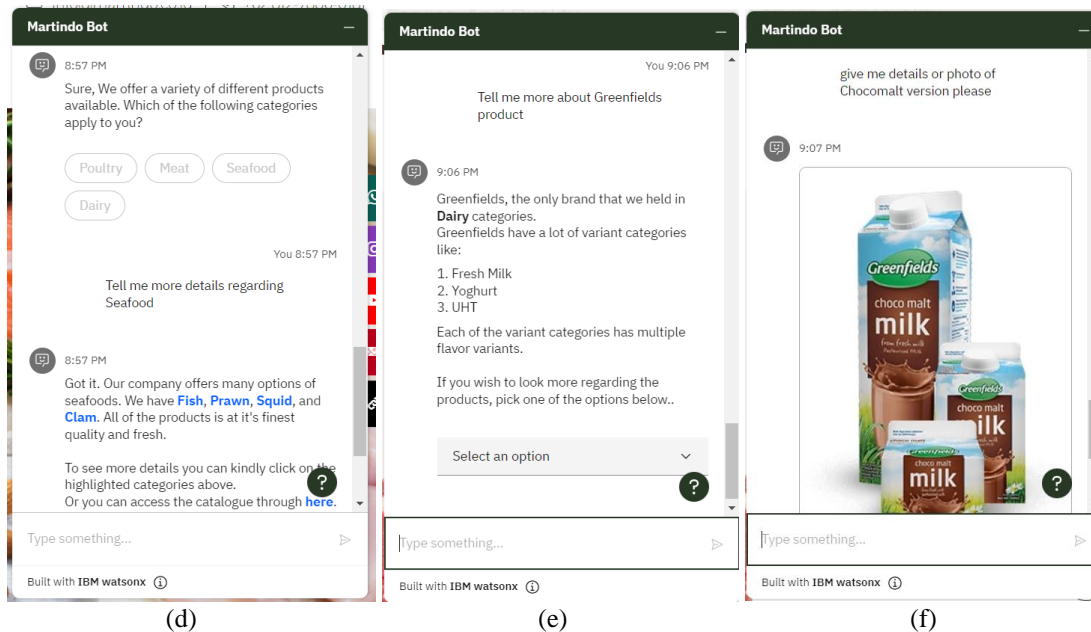 Martindo Bot
8:57 PM
Sure, We offer a variety of different products
available. Which of the following categories
apply to you?
Poultry
Meat
Seafood
Dairy
You 8:57 PM
Tell me more details regarding
Seafood
8:57 PM
Got it. Our company offers many options of
seafoods. We have Fish, Prawn, Squid, and
Clam. All of the products is at it's finest
quality and fresh.
To see more details you can kindly click on the
highlighted categories above.
Or you can access the catalogue through here.
?
Type something...
Built with IBM watsonx
(d)
Martindo Bot
You 9:06 PM
Tell me more about Greenfields
product
9:06 PM
Greenfields, the only brand that we held in
Dairy categories.
Greenfields have a lot of variant categories
like:
1. Fresh Milk
2. Yoghurt
3. UHT
Each of the variant categories has multiple
flavor variants.
If you wish to look more regarding the
products, pick one of the options below..
Select an option
?
Type something...
Built with IBM watsonx
(e)
Martindo Bot
give me details or photo of
Chocomalt version please
9:07 PM
Greenfields
choco malt
milk
from fresh milk
Pasteurized Milk
Greenfields
choco malt
milk
Greenfields
choco malt
milk
?
Type something...
Built with IBM watsonx
(f)